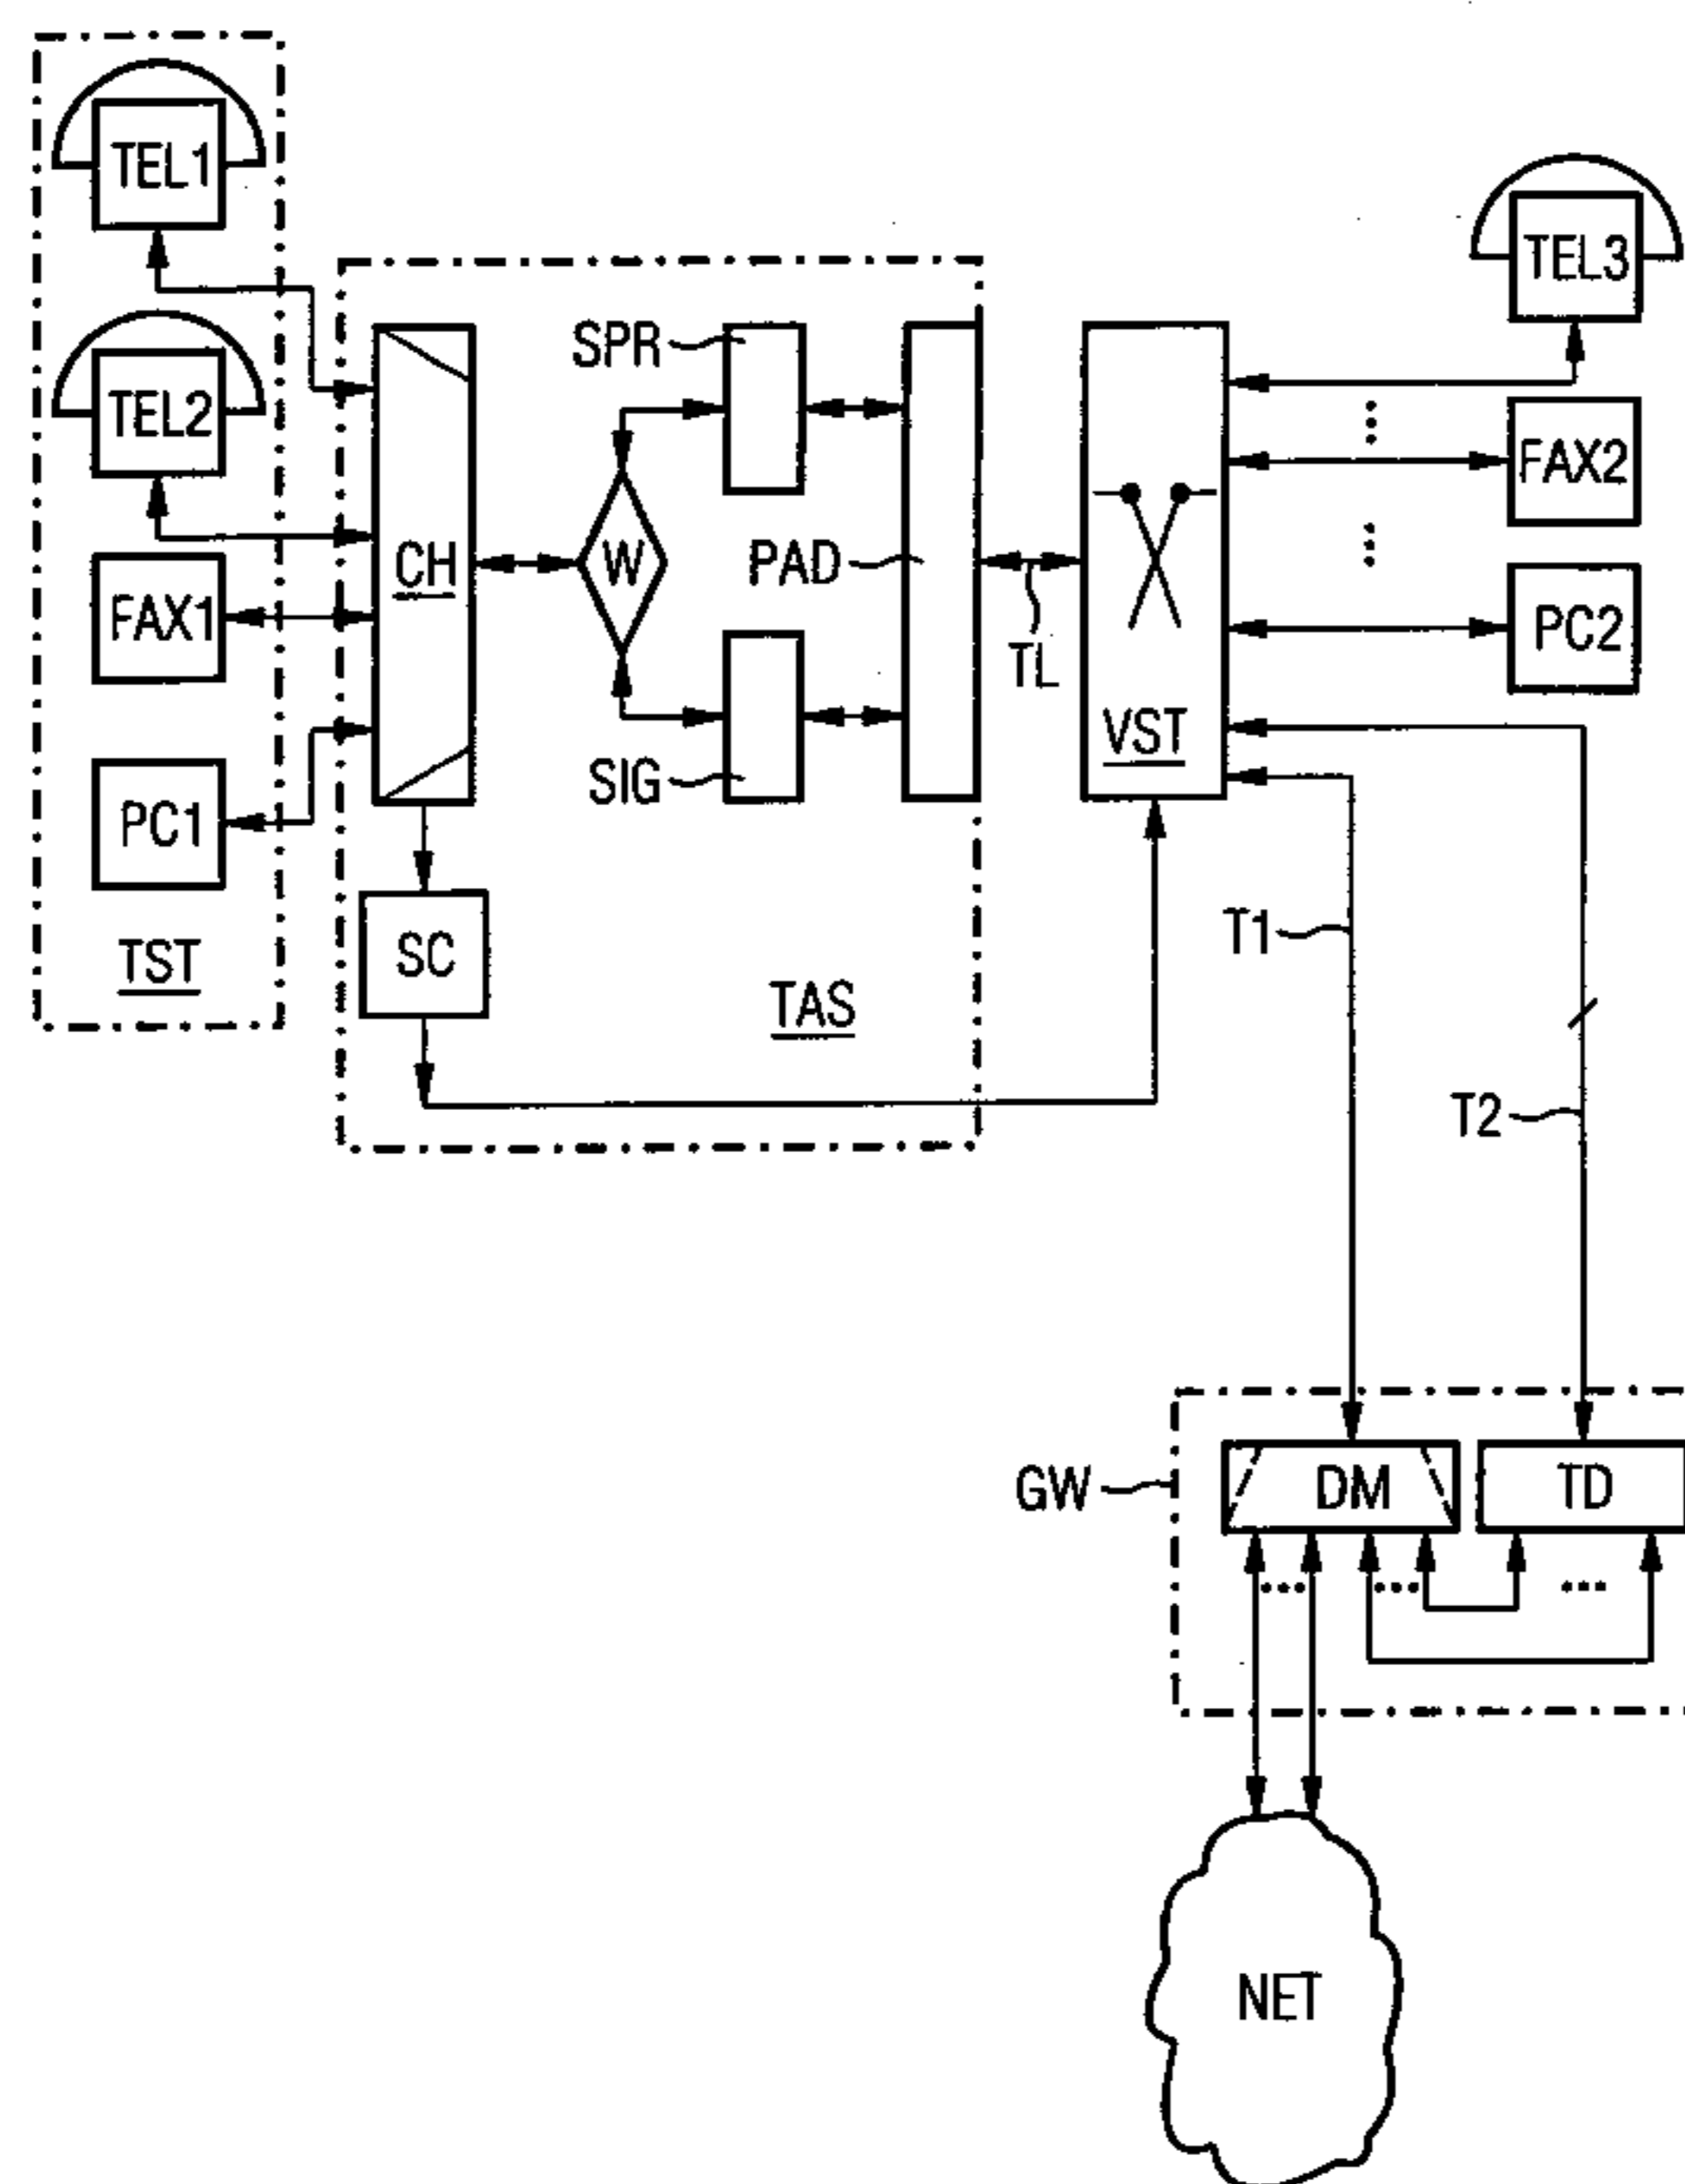 TEL1
TEL3
SPR
TEL2
FAX2
CH
W
PAD
FAX1
PC2
TL
VST
SIG
PC1
T1
SC
TST
TAS
T2
GW
DM
TD
NET